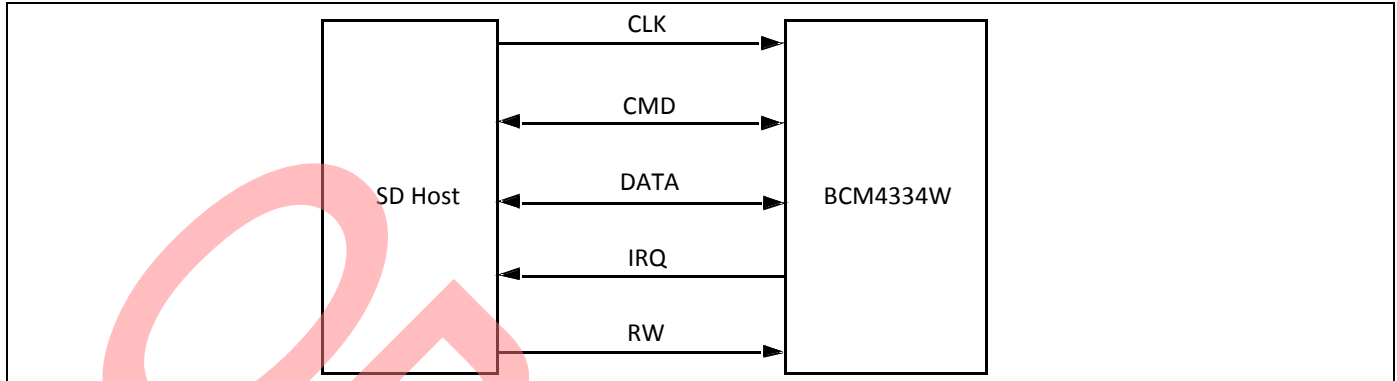 CLK
CMD
SD Host
DATA
BCM4334W
IRQ
RW